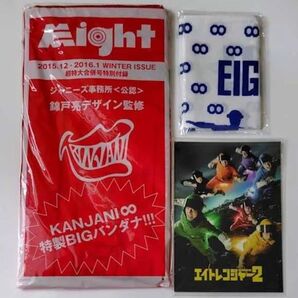 Eight
2015.12 - 2016.1 WINTER ISSUE
超特大合併号特別付録
ジャニーズ事務所＜公認＞
錦戸亮デザイン監修
KANJANI
KANJANI∞
特製BIGバンダナ!!!
EIG
エイトレンジャー2